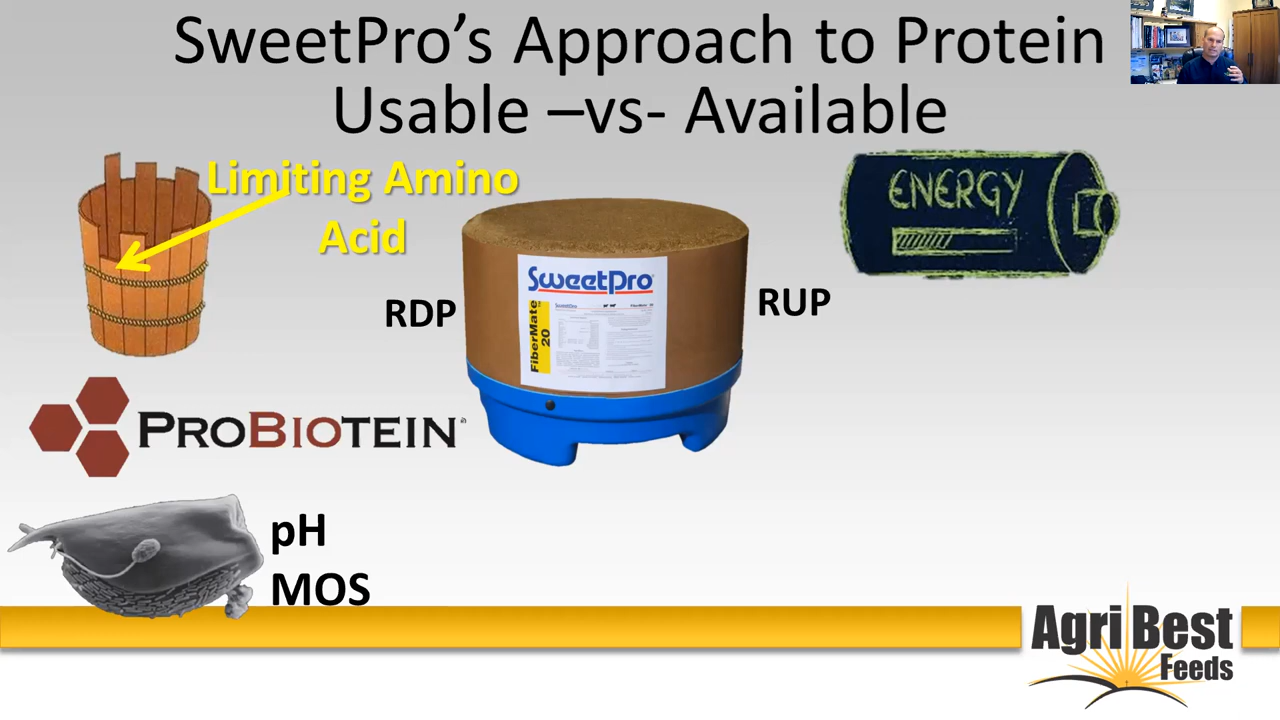 SweetPro's Approach to Protein
Usable –vs- Available
Limiting Amino
Acid
ENERGY
RDP
RUP
SweetPro
FiberMate
20
PROBIOTEIN
pH
MOS
Agri Best
Feeds